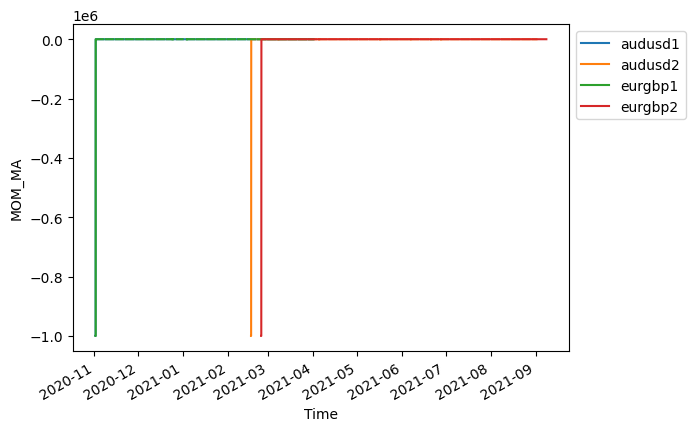 1e6
0.0
−0.2
−0.4
−0.6
−0.8
−1.0
MOM_MA
2020-11
2020-12
2021-01
2021-02
2021-03
2021-04
2021-05
2021-06
2021-07
2021-08
2021-09
Time
audusd1
audusd2
eurgbp1
eurgbp2